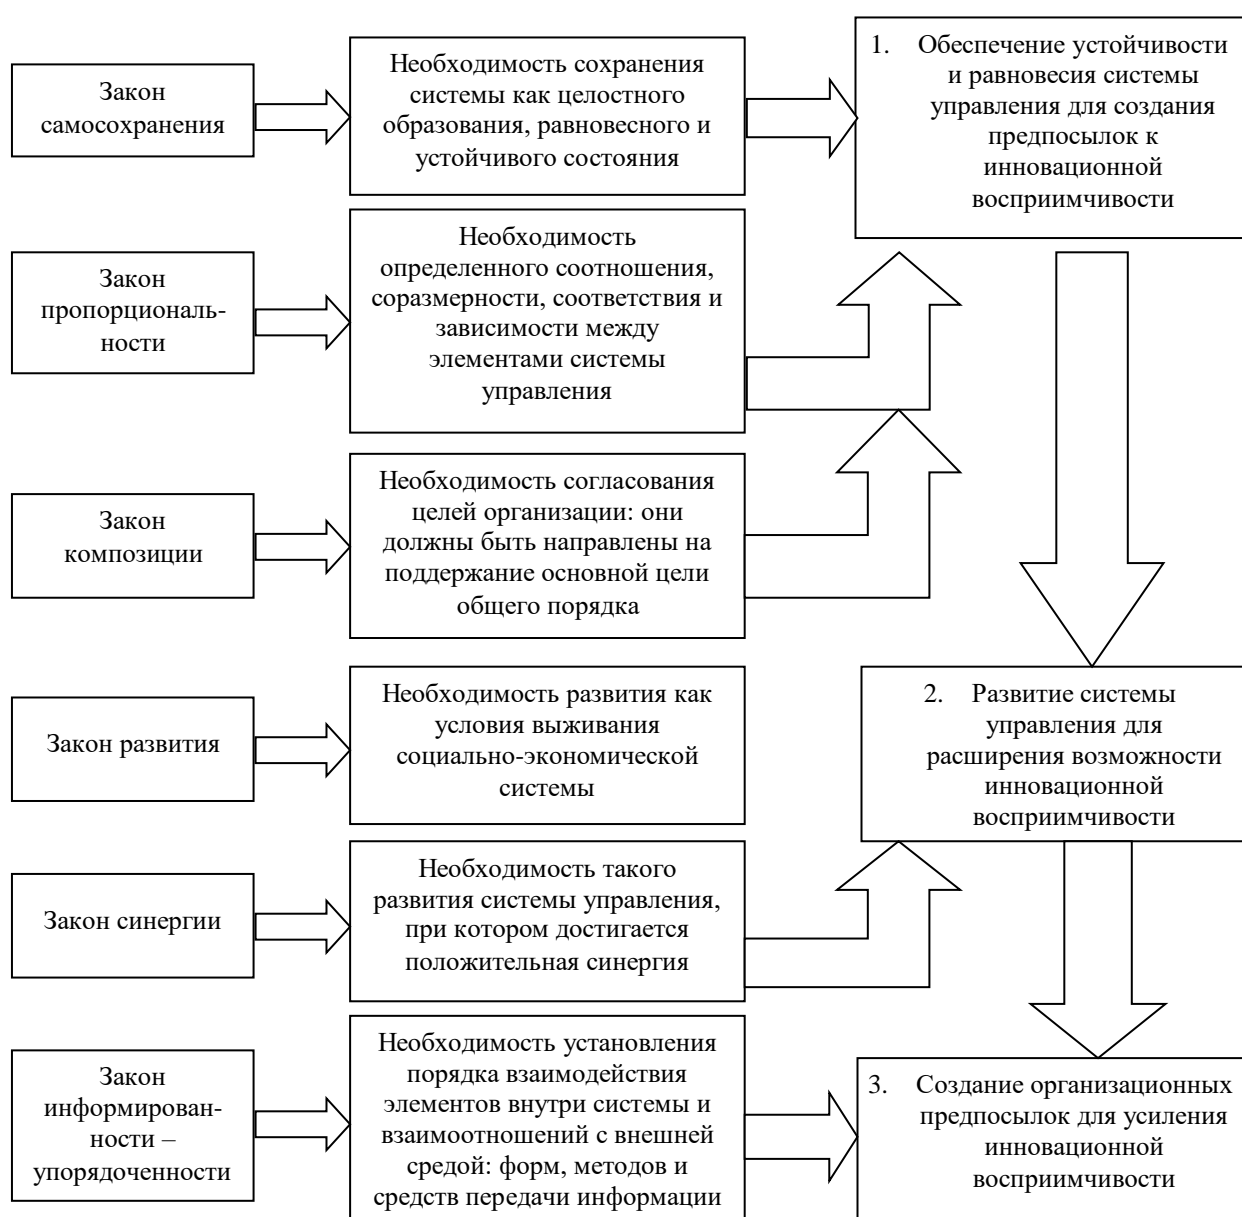 Закон
самосохранения
Необходимость сохранения
системы как целостного
образования, равновесного и
устойчивого состояния
1. Обеспечение устойчивости
и равновесия системы
управления для создания
предпосылок к
инновационной
восприимчивости
Закон
пропорциональ-
ности
Необходимость
определенного соотношения,
соразмерности, соответствия и
зависимости между
элементами системы
управления
Закон
композиции
Необходимость согласования
целей организации: они
должны быть направлены на
поддержание основной цели
общего порядка
Закон развития
Необходимость развития как
условия выживания
социально-экономической
системы
2. Развитие системы
управления для
расширения возможности
инновационной
восприимчивости
Закон синергии
Необходимость такого
развития системы управления,
при котором достигается
положительная синергия
Закон
информирован-
ности –
упорядоченности
Необходимость установления
порядка взаимодействия
элементов внутри системы и
взаимоотношений с внешней
средой: форм, методов и
средств передачи информации
3. Создание организационных
предпосылок для усиления
инновационной
восприимчивости